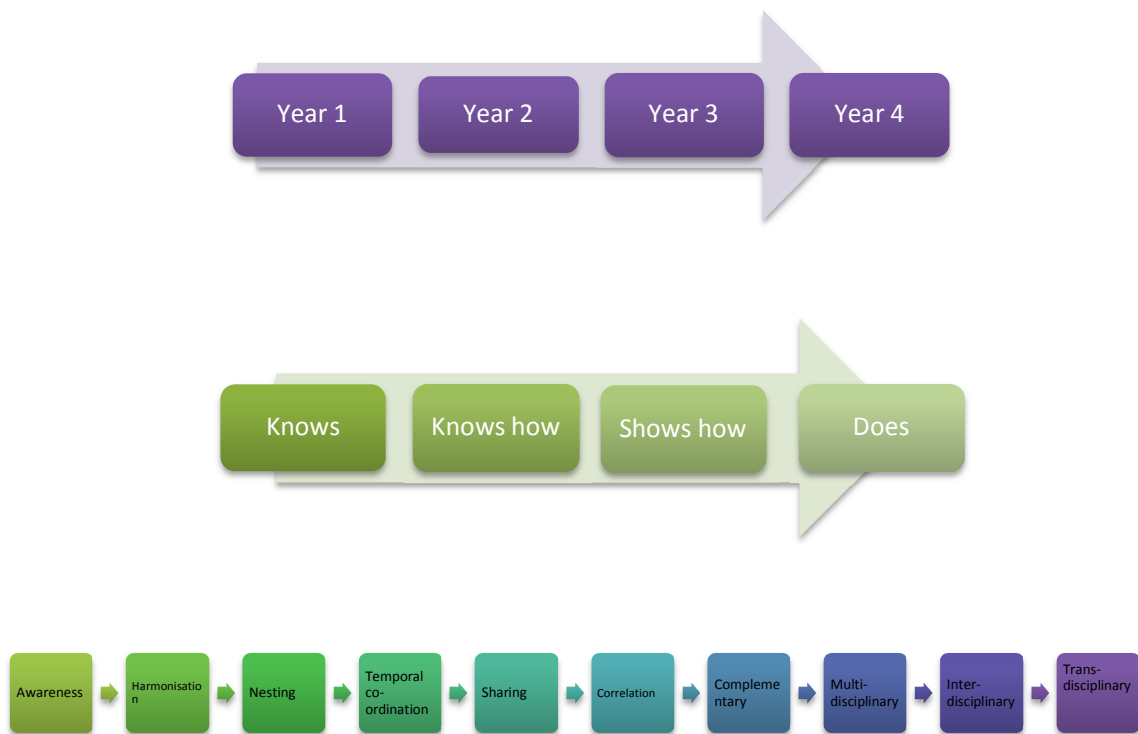 Year 1
Year 2
Year 3
Year 4
Knows
Knows how
Shows how
Does
Awareness
Harmonisatio
n
Nesting
Temporal
co-
ordination
Sharing
Correlation
Compleme
ntary
Multi-
disciplinary
Inter-
disciplinary
Trans-
disciplinary